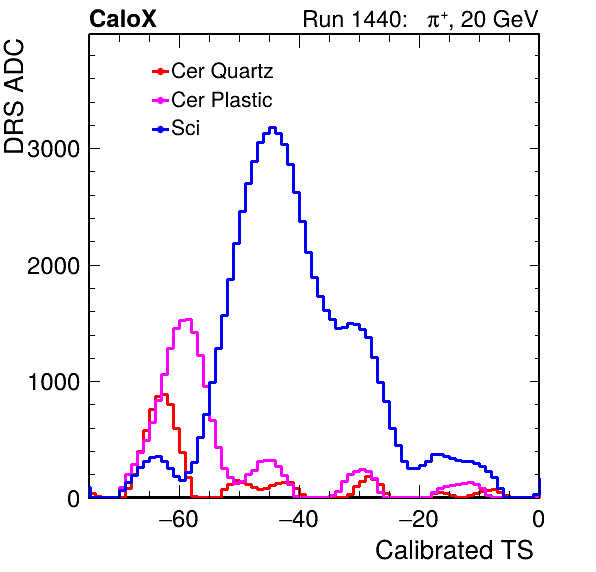 CaloX Run 1440: π⁺, 20 GeV
DRS ADC
Cer Quartz
Cer Plastic
Sci
3000
2000
1000
0
−60 −40 −20 0
Calibrated TS